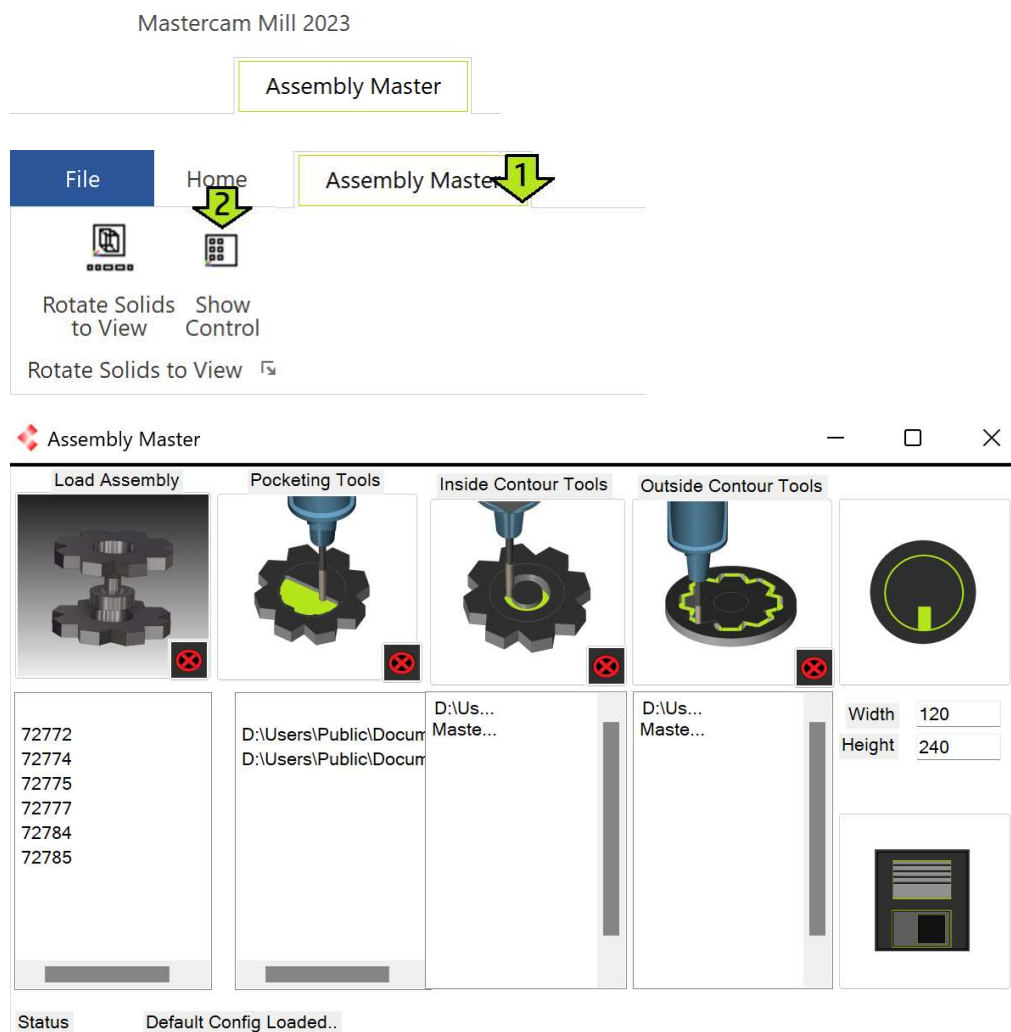 Mastercam Mill 2023
Assembly Master
File Home Assembly Master 1
2
Rotate Solids to View Show Control
Rotate Solids to View
Assembly Master
Load Assembly Pocketing Tools Inside Contour Tools Outside Contour Tools
72772
72774
72775
72777
72784
72785
D:\Users\Public\Docum
D:\Users\Public\Docum
D:\Us...
Maste...
D:\Us...
Maste...
Width 120
Height 240
Status Default Config Loaded..